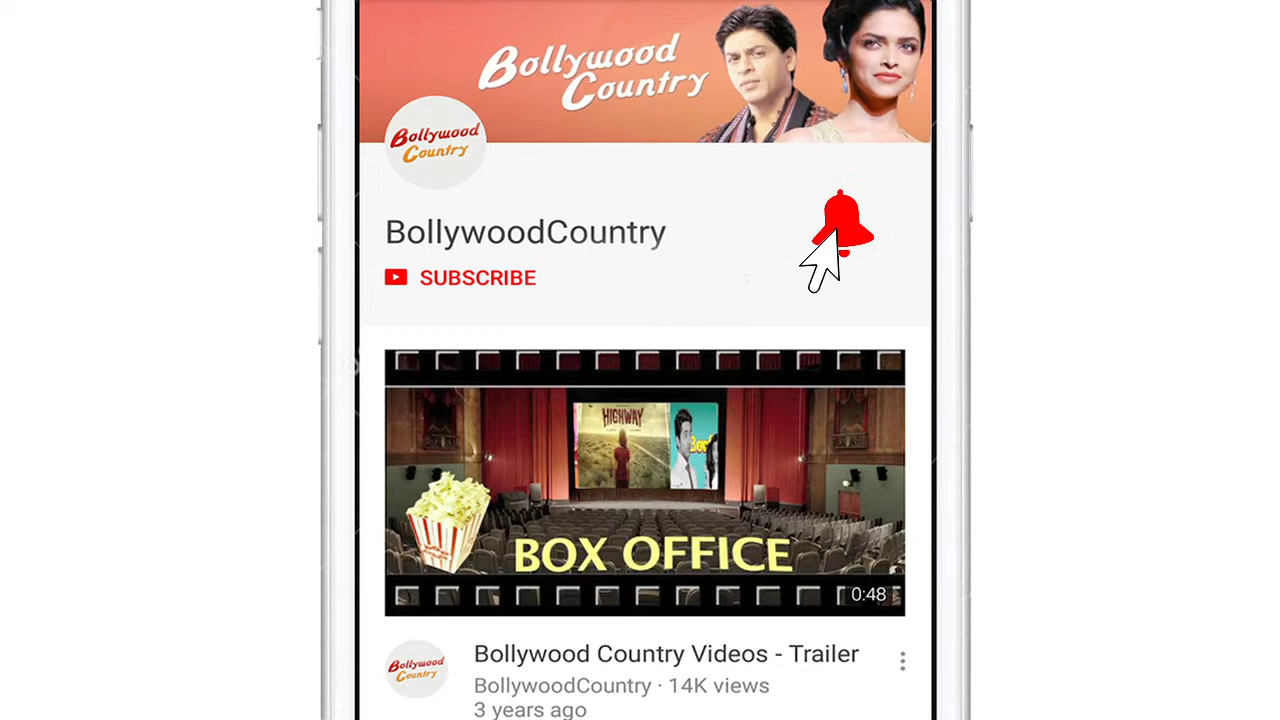 Bollywood
Country
Bollywood
Country
BollywoodCountry
SUBSCRIBE
HIGHWAY
BOX OFFICE
0:48
Bollywood Country Videos - Trailer
Bollywood
Country
BollywoodCountry · 14K views
3 years ago